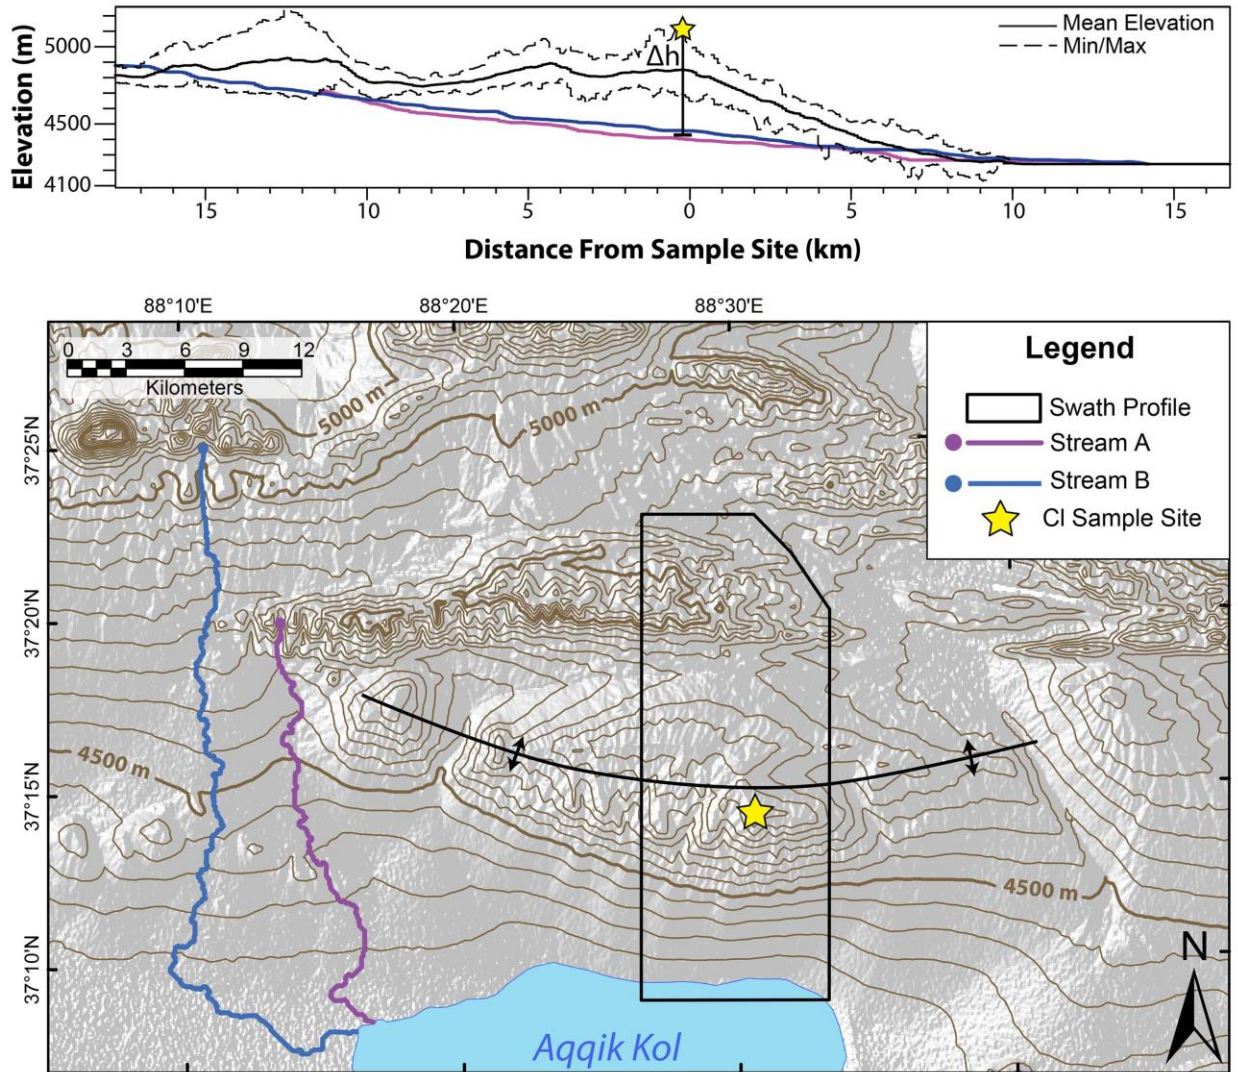 Elevation (m)
5000
4500
4100
Δh
Mean Elevation
Min/Max
15
10
5
0
5
10
15
Distance From Sample Site (km)
88°10'E
88°20'E
88°30'E
0
3
6
9
12
Kilometers
37°25'N
37°20'N
37°15'N
37°10'N
5000 m
5000 m
4500 m
4500 m
Legend
Swath Profile
Stream A
Stream B
Cl Sample Site
N
Aqqik Kol